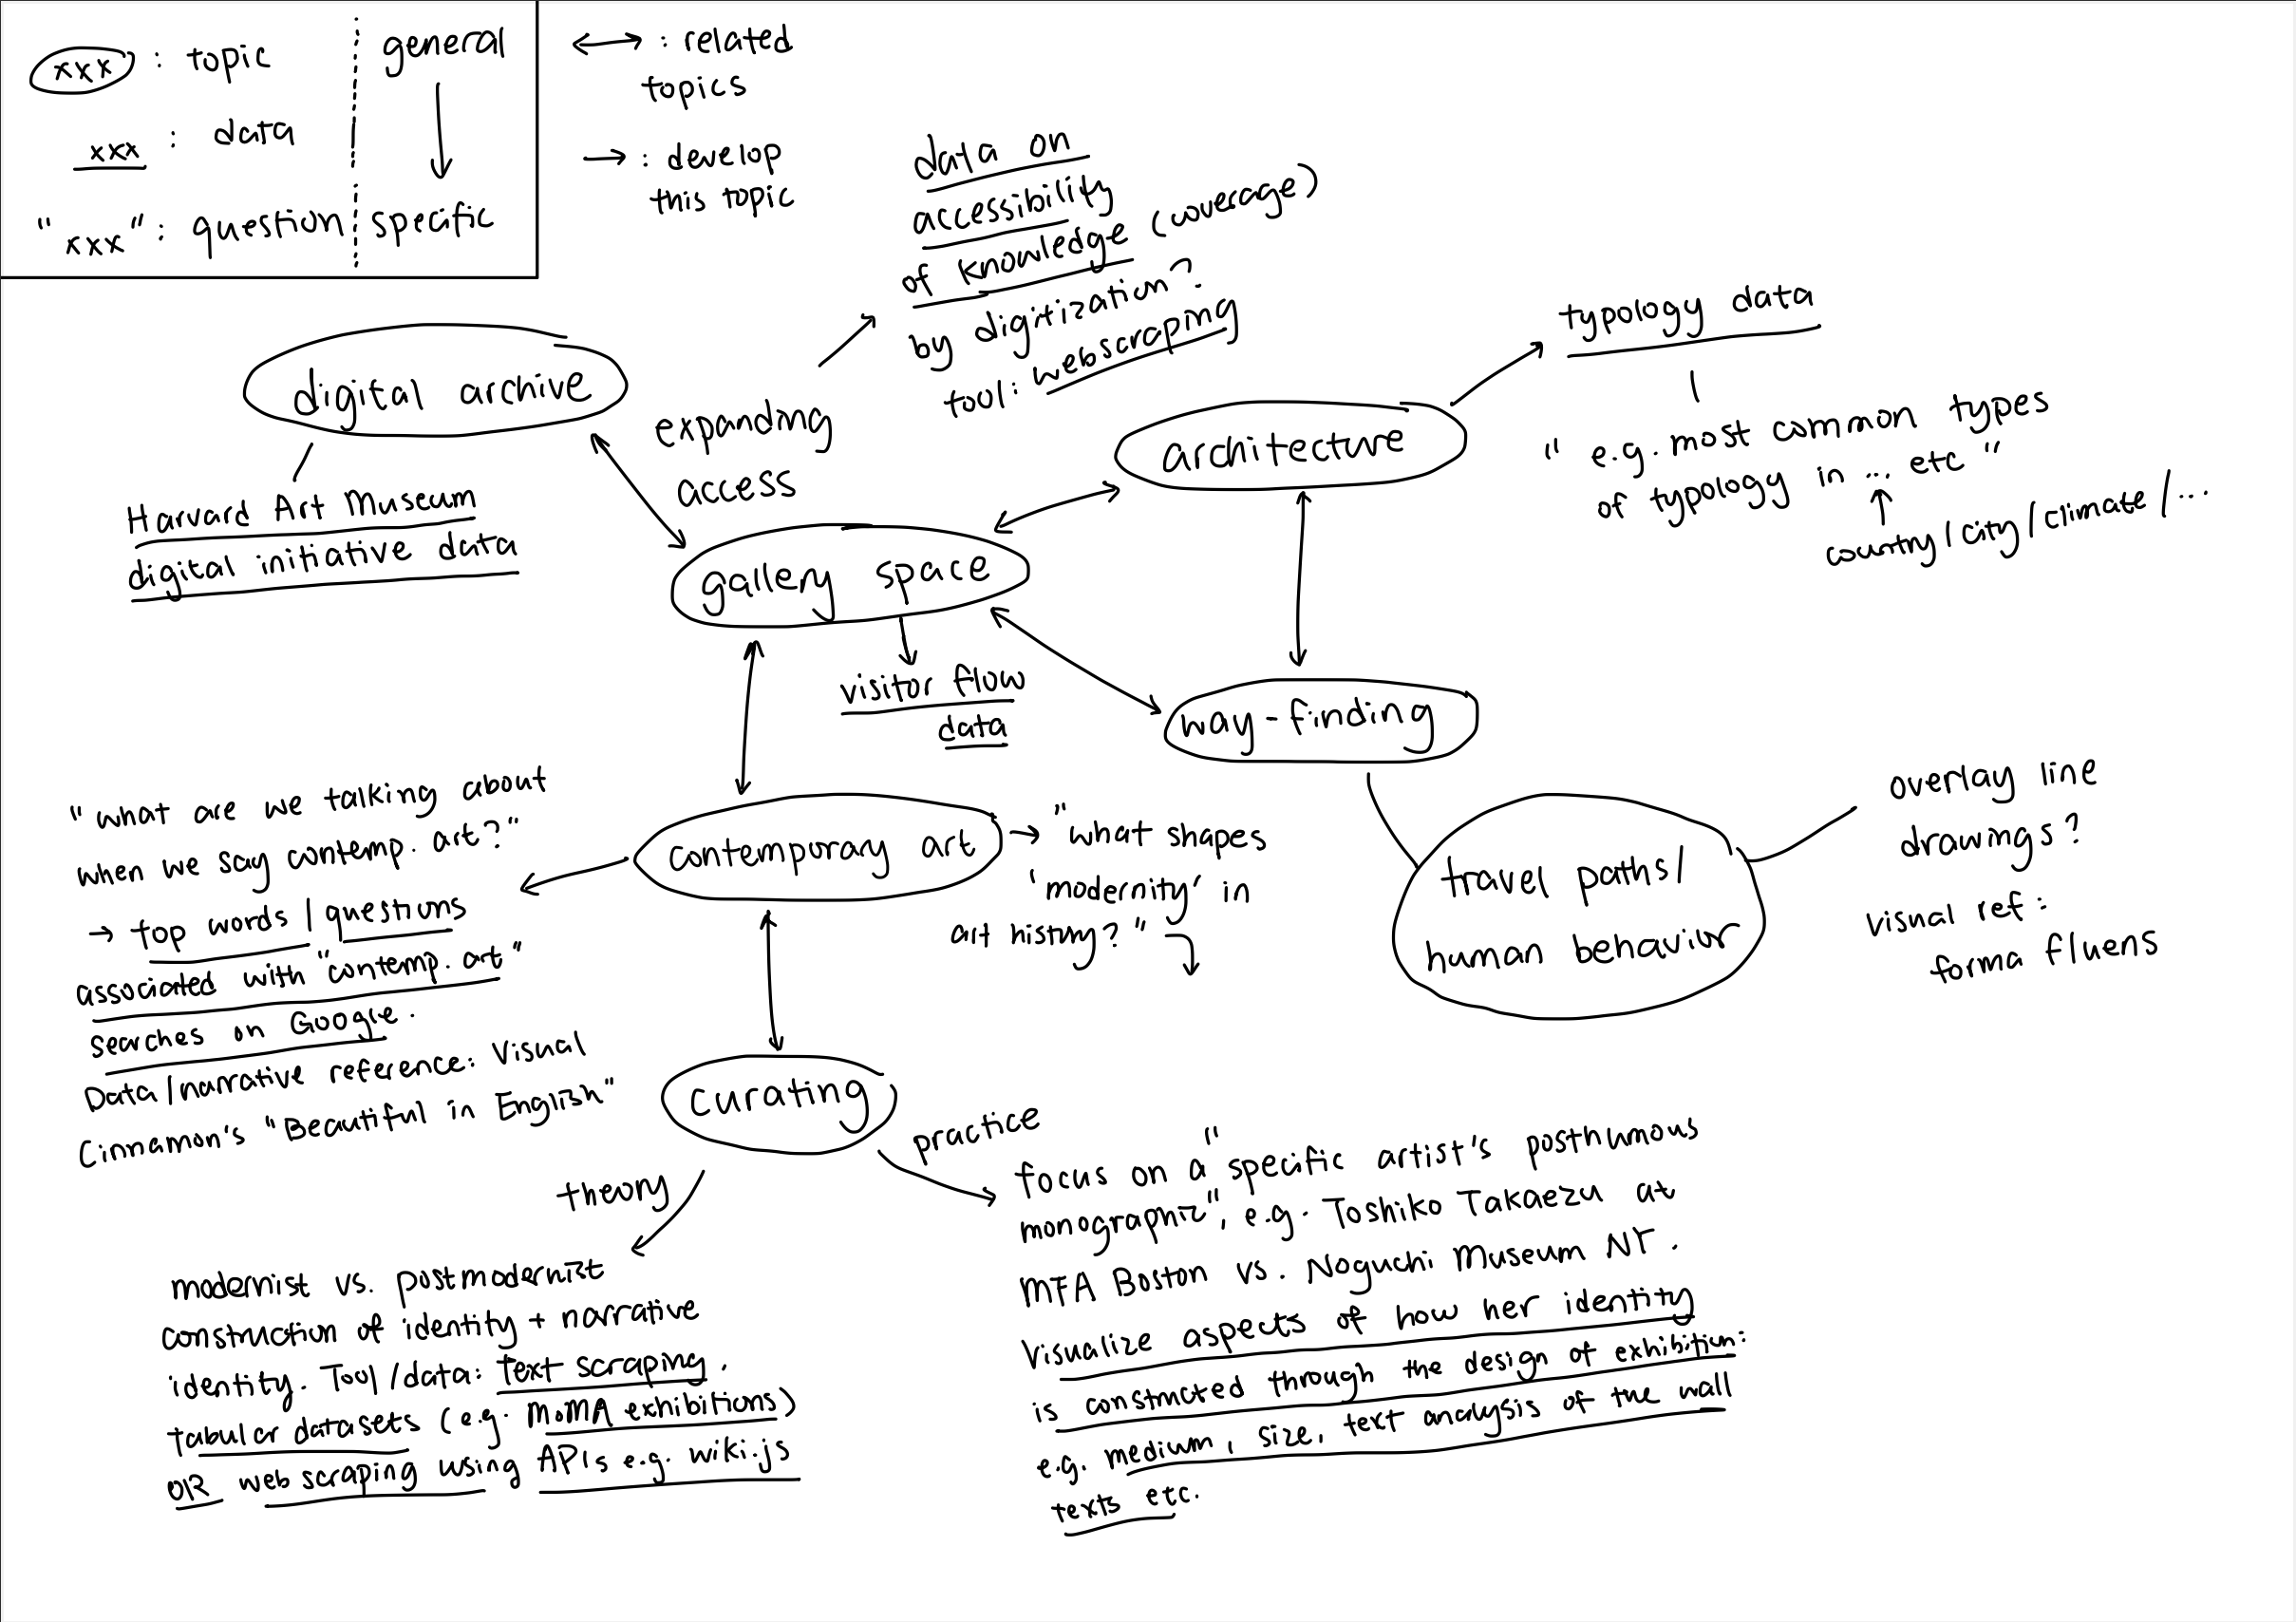 xxx : topic
xxx : data
"xxx" : question
general
specific
: related
topics
: develop
this topic
data on
accessibility
of knowledge (coverage)
by digitization?
tool: webscraping
digital archive
Harvard Art Museum
digital initiative data
expanding
access
architecture
typology data
" e.g. most common types
of typology in ... etc "
country/city/climate/...
gallery space
visitor flow
data
way-finding
travel paths/
human behavior
overlay line
drawings?
visual ref:
forma fluens
contemporary art
"what are we talking about
when we say contemp. art?"
→ top words/questions
associated with "contemp. art"
searches on Google.
Data/narrative reference: Visual
Cinnamon's "Beautiful in English"
"what shapes
'modernity' in
art history?"
curating
theory
modernist vs. postmodernist
construction of identity + narrative
identity. Tool/data: text scraping.
tabular datasets (e.g. MoMA exhibitions)
OR web scraping using APIs e.g. wiki.js
practice
focus on a "specific artist's posthumous
monographic", e.g. Toshiko Takaezu at
MFA Boston vs. Noguchi Museum NY.
Visualize aspects of how her identity
is constructed through the design of exhibition:
e.g. medium, size, text analysis of the wall
texts etc.